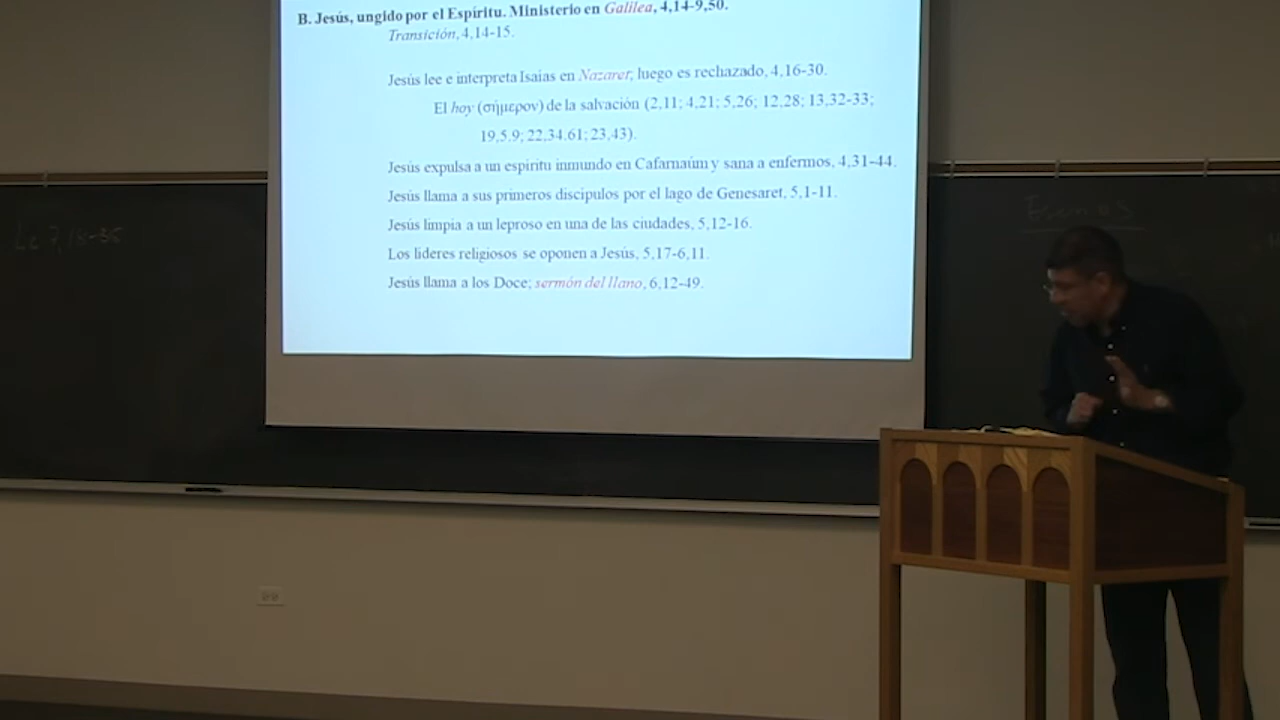 B. Jesús, ungido por el Espíritu. Ministerio en Galilea, 4,14-9,50.
Transición, 4,14-15.
Jesús lee e interpreta Isaías en Nazaret; luego es rechazado, 4,16-30.
El hoy (σήμερον) de la salvación (2,11; 4,21; 5,26; 12,28; 13,32-33;
19,5.9; 22,34.61; 23,43).
Jesús expulsa a un espíritu inmundo en Cafarnaúm y sana a enfermos, 4,31-44.
Jesús llama a sus primeros discípulos por el lago de Genesaret, 5,1-11.
Jesús limpia a un leproso en una de las ciudades, 5,12-16.
Los líderes religiosos se oponen a Jesús, 5,17-6,11.
Jesús llama a los Doce; sermón del llano, 6,12-49.
Lc 7,18-35